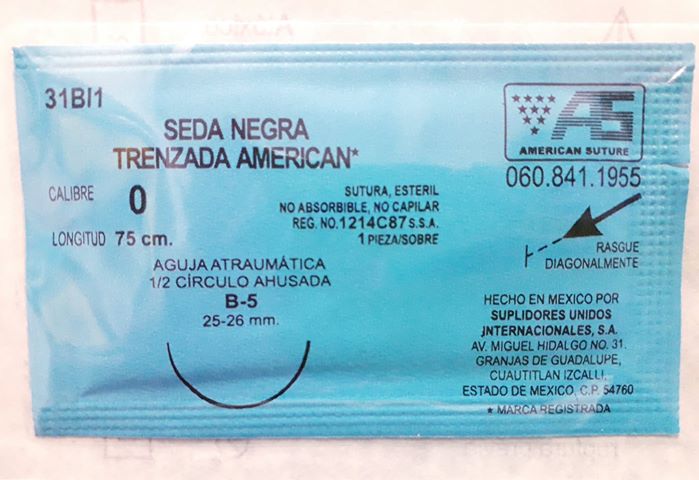 31BI1
SEDA NEGRA
TRENZADA AMERICAN*
CALIBRE 0
LONGITUD 75 cm.
SUTURA, ESTERIL
NO ABSORBIBLE, NO CAPILAR
REG. NO.1214C87 S.S.A.
1 PIEZA/SOBRE
AGUJA ATRAUMÁTICA
1/2 CÍRCULO AHUSADA
B-5
25-26 mm.
AS
AMERICAN SUTURE
060.841.1955
RASGUE
DIAGONALMENTE
HECHO EN MEXICO POR
SUPLIDORES UNIDOS
INTERNACIONALES, S.A.
AV. MIGUEL HIDALGO NO. 31.
GRANJAS DE GUADALUPE,
CUAUTITLAN IZCALLI,
ESTADO DE MEXICO, C.P. 54760
* MARCA REGISTRADA